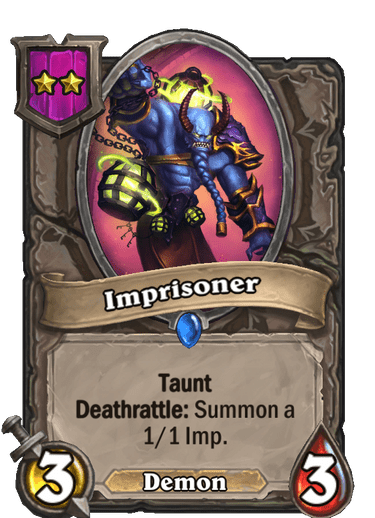 Imprisoner
Taunt
Deathrattle: Summon a
1/1 Imp.
3
Demon
3